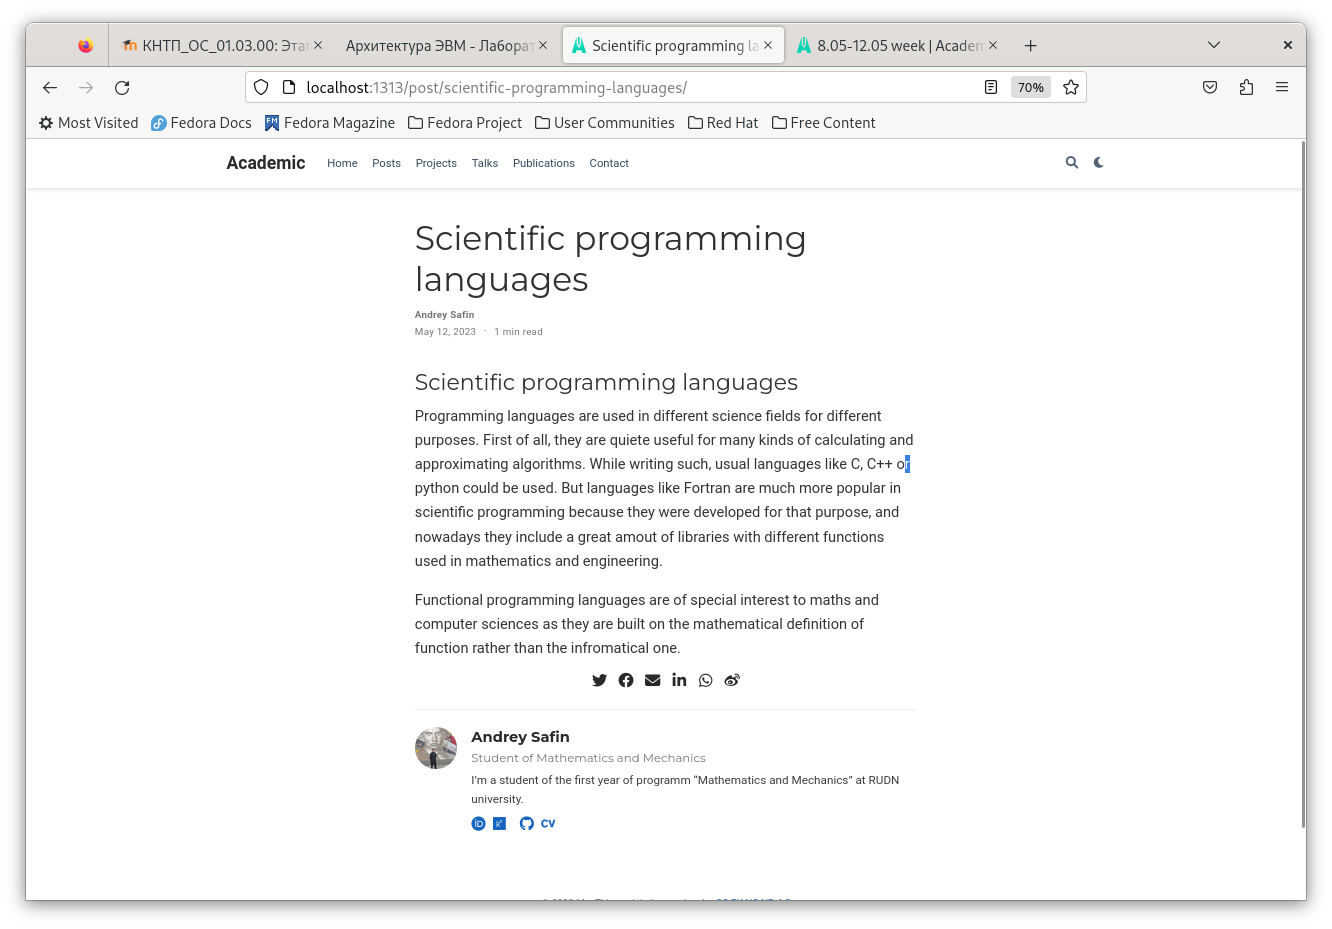 КНТП_ОС_01.03.00: Эта
Архитектура ЭВМ - Лаборат
Scientific programming la
8.05-12.05 week | Academ
localhost:1313/post/scientific-programming-languages/
70%
Most Visited
Fedora Docs
Fedora Magazine
Fedora Project
User Communities
Red Hat
Free Content
Academic
Home
Posts
Projects
Talks
Publications
Contact
Scientific programming
languages
Andrey Safin
May 12, 2023 · 1 min read
Scientific programming languages
Programming languages are used in different science fields for different
purposes. First of all, they are quiete useful for many kinds of calculating and
approximating algorithms. While writing such, usual languages like C, C++ or
python could be used. But languages like Fortran are much more popular in
scientific programming because they were developed for that purpose, and
nowadays they include a great amout of libraries with different functions
used in mathematics and engineering.
Functional programming languages are of special interest to maths and
computer sciences as they are built on the mathematical definition of
function rather than the infromatical one.
Andrey Safin
Student of Mathematics and Mechanics
I'm a student of the first year of programm “Mathematics and Mechanics” at RUDN
university.
CV